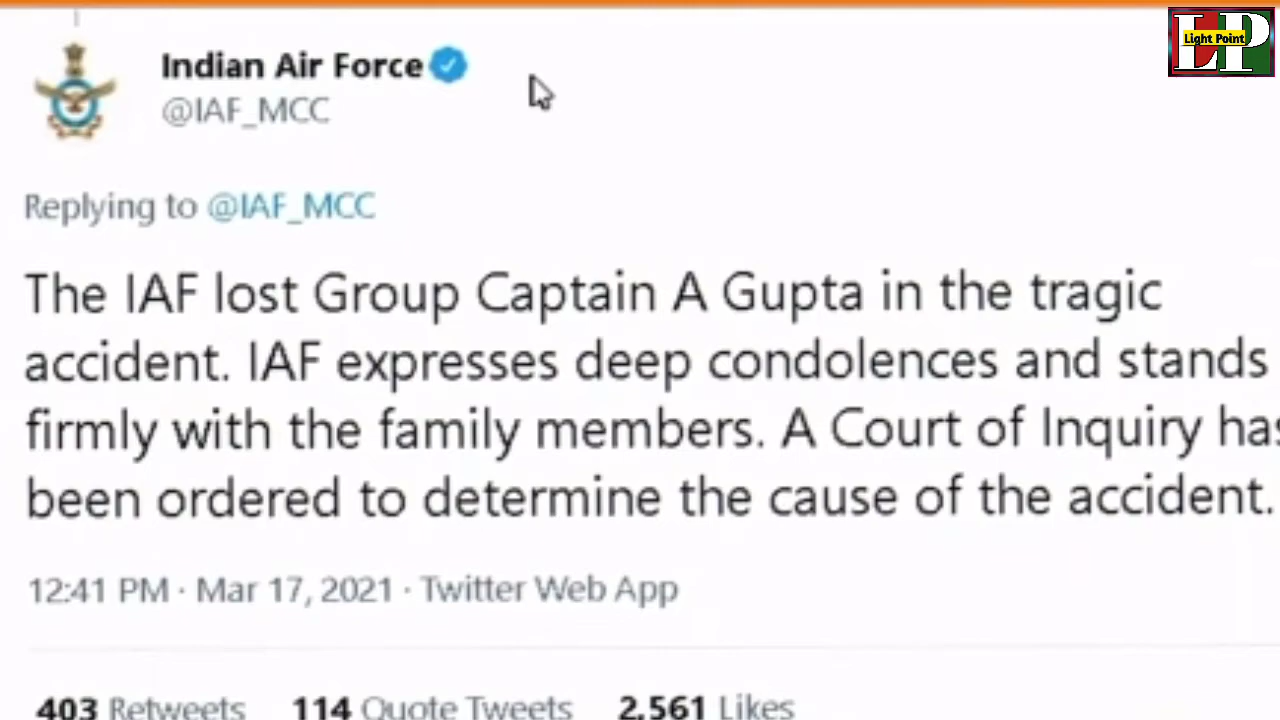 Indian Air Force
@IAF_MCC
LP
Light Point
Replying to @IAF_MCC
The IAF lost Group Captain A Gupta in the tragic
accident. IAF expresses deep condolences and stands
firmly with the family members. A Court of Inquiry has
been ordered to determine the cause of the accident.
12:41 PM · Mar 17, 2021 · Twitter Web App
403 Retweets 114 Quote Tweets 2,561 Likes